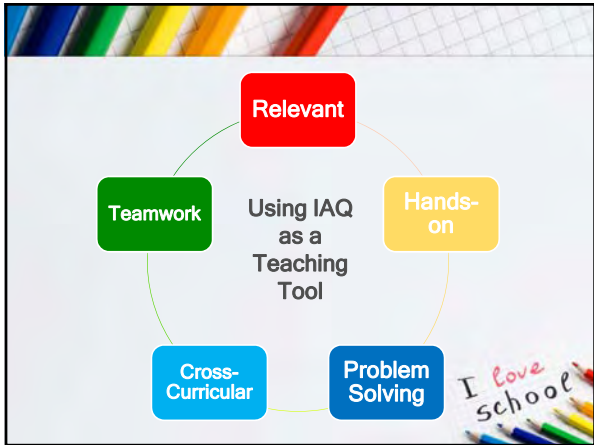 Relevant
Hands-
on
Problem
Solving
Cross-
Curricular
Teamwork
Using IAQ
as a
Teaching
Tool
I love
school